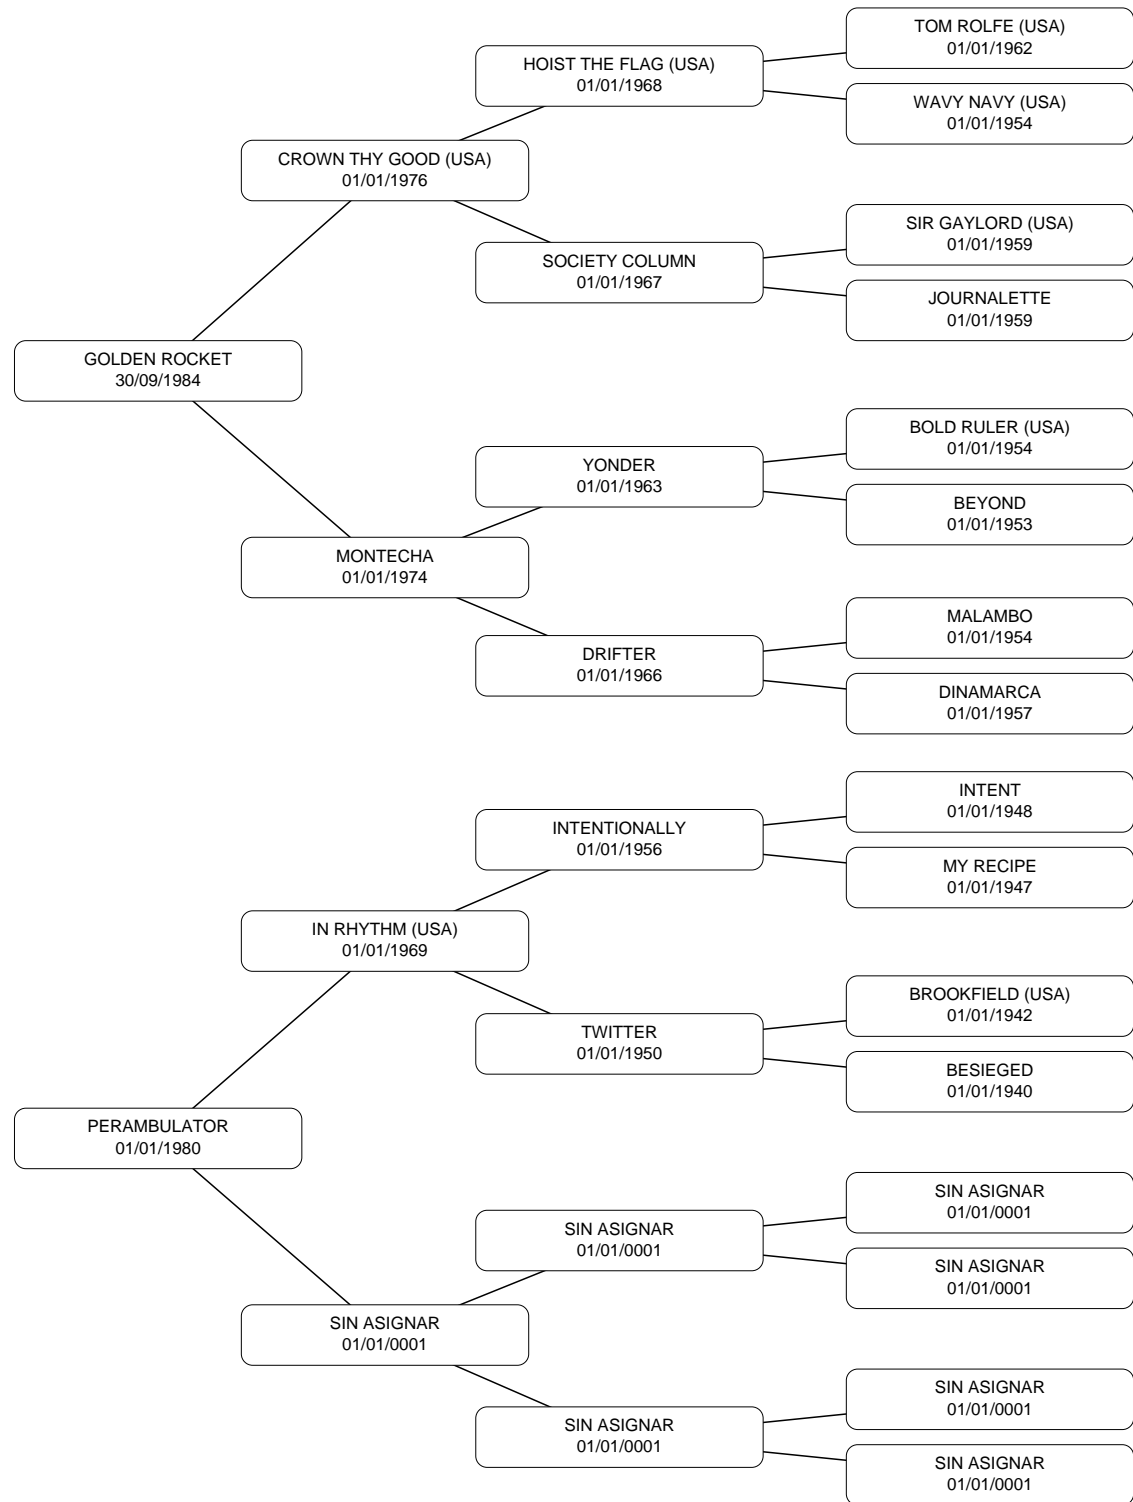 TOM ROLFE (USA)
01/01/1962
HOIST THE FLAG (USA)
01/01/1968
WAVY NAVY (USA)
01/01/1954
CROWN THY GOOD (USA)
01/01/1976
SIR GAYLORD (USA)
01/01/1959
SOCIETY COLUMN
01/01/1967
JOURNALETTE
01/01/1959
GOLDEN ROCKET
30/09/1984
BOLD RULER (USA)
01/01/1954
YONDER
01/01/1963
BEYOND
01/01/1953
MONTECHA
01/01/1974
MALAMBO
01/01/1954
DRIFTER
01/01/1966
DINAMARCA
01/01/1957
INTENT
01/01/1948
INTENTIONALLY
01/01/1956
MY RECIPE
01/01/1947
IN RHYTHM (USA)
01/01/1969
BROOKFIELD (USA)
01/01/1942
TWITTER
01/01/1950
BESIEGED
01/01/1940
PERAMBULATOR
01/01/1980
SIN ASIGNAR
01/01/0001
SIN ASIGNAR
01/01/0001
SIN ASIGNAR
01/01/0001
SIN ASIGNAR
01/01/0001
SIN ASIGNAR
01/01/0001
SIN ASIGNAR
01/01/0001
SIN ASIGNAR
01/01/0001